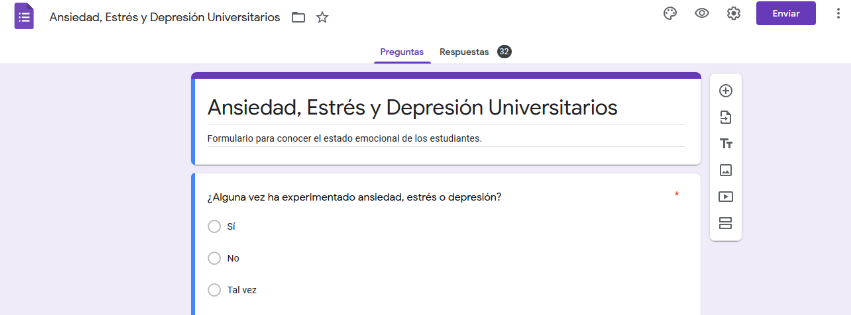 Ansiedad, Estrés y Depresión Universitarios
Enviar
Preguntas Respuestas 32
Ansiedad, Estrés y Depresión Universitarios
Formulario para conocer el estado emocional de los estudiantes.
¿Alguna vez ha experimentado ansiedad, estrés o depresión? *
Sí
No
Tal vez
Tт